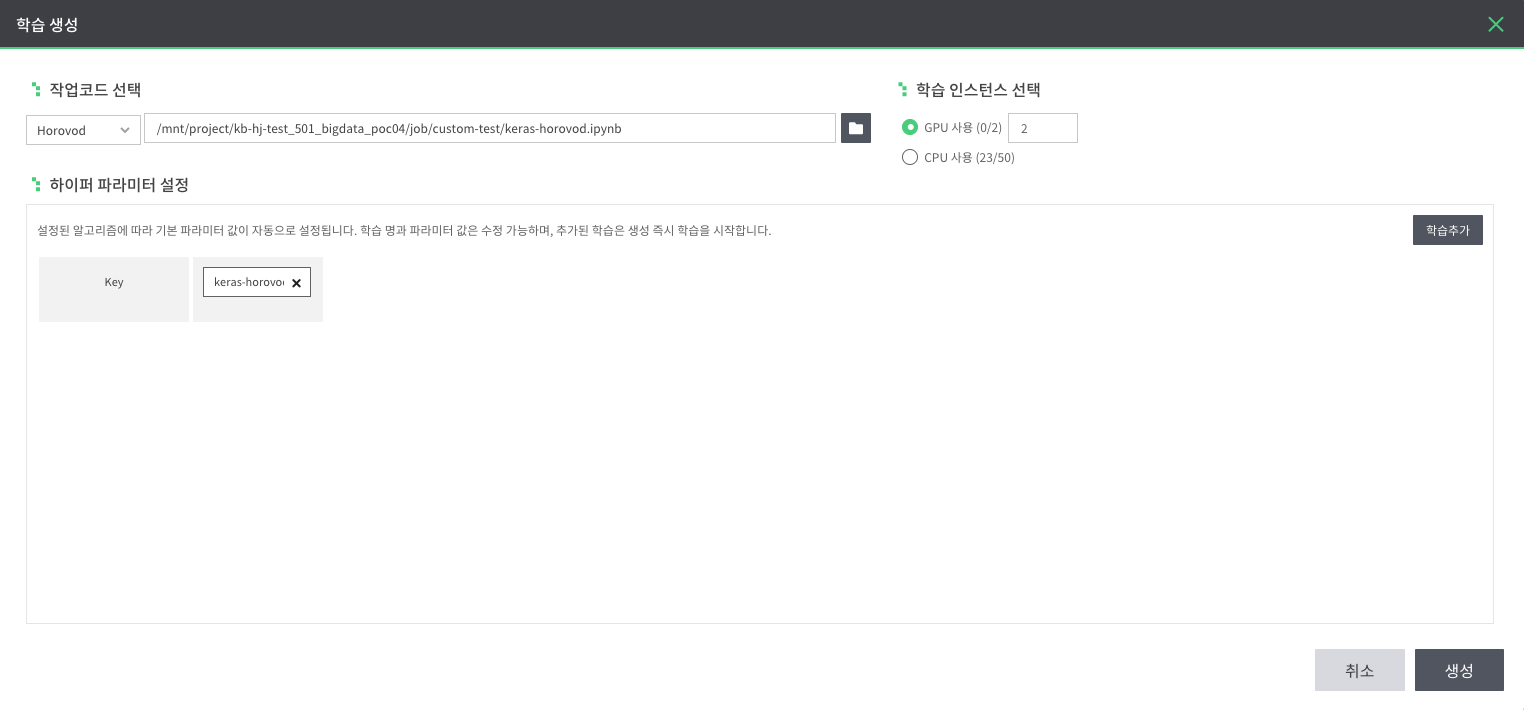 학습 생성
작업코드 선택
Horovod
/mnt/project/kb-hj-test_501_bigdata_poc04/job/custom-test/keras-horovod.ipynb
학습 인스턴스 선택
GPU 사용 (0/2)
2
CPU 사용 (23/50)
하이퍼 파라미터 설정
설정된 알고리즘에 따라 기본 파라미터 값이 자동으로 설정됩니다. 학습 명과 파라미터 값은 수정 가능하며, 추가된 학습은 생성 즉시 학습을 시작합니다.
학습추가
Key
keras-horovo
취소
생성